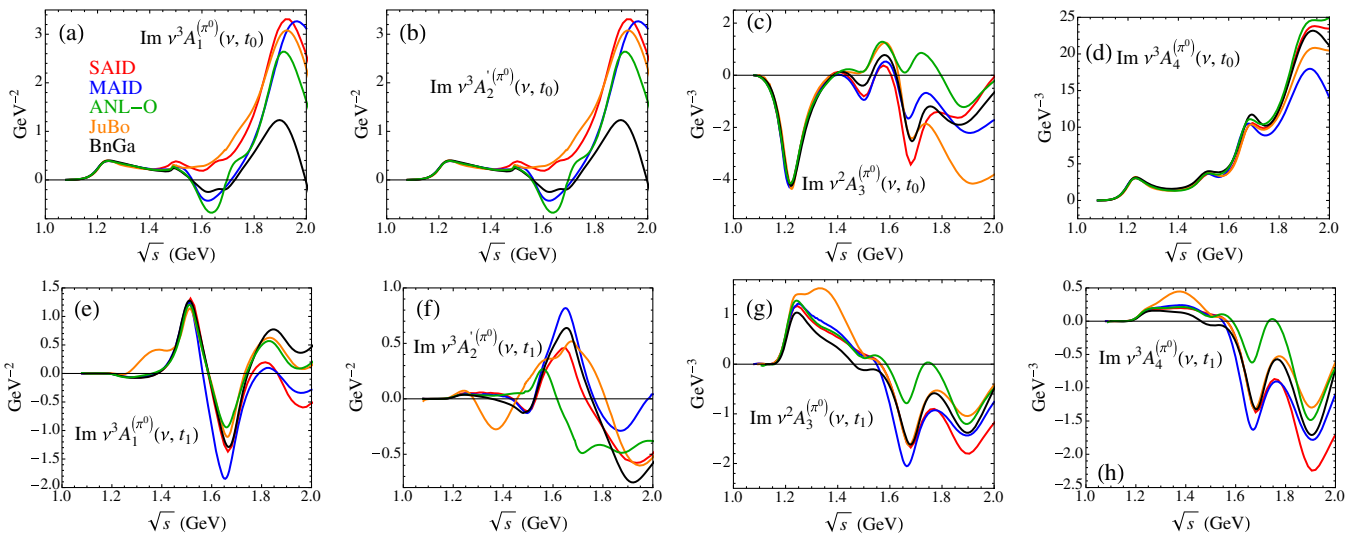 (a) Im ν³A₁^(π⁰)(ν, t₀)
SAID
MAID
ANL−O
JuBo
BnGa
GeV⁻²
3
2
1
0
1.0 1.2 1.4 1.6 1.8 2.0
√s (GeV)
(b)
Im ν³A₂′^(π⁰)(ν, t₀)
3
2
1
0
1.0 1.2 1.4 1.6 1.8 2.0
√s (GeV)
(c)
Im ν²A₃^(π⁰)(ν, t₀)
GeV⁻³
2
0
−2
−4
1.0 1.2 1.4 1.6 1.8 2.0
√s (GeV)
(d) Im ν³A₄^(π⁰)(ν, t₀)
GeV⁻³
25
20
15
10
5
0
1.0 1.2 1.4 1.6 1.8 2.0
√s (GeV)
(e)
Im ν³A₁^(π⁰)(ν, t₁)
GeV⁻²
1.5
1.0
0.5
0.0
−0.5
−1.0
−1.5
−2.0
1.0 1.2 1.4 1.6 1.8 2.0
√s (GeV)
(f)
Im ν³A₂′^(π⁰)(ν, t₁)
GeV⁻²
1.0
0.5
0.0
−0.5
1.0 1.2 1.4 1.6 1.8 2.0
√s (GeV)
(g)
Im ν²A₃^(π⁰)(ν, t₁)
GeV⁻³
3
2
1
0
−1
−2
1.0 1.2 1.4 1.6 1.8 2.0
√s (GeV)
(h)
Im ν³A₄^(π⁰)(ν, t₁)
GeV⁻³
0.5
0.0
−0.5
−1.0
−1.5
−2.0
−2.5
1.0 1.2 1.4 1.6 1.8 2.0
√s (GeV)